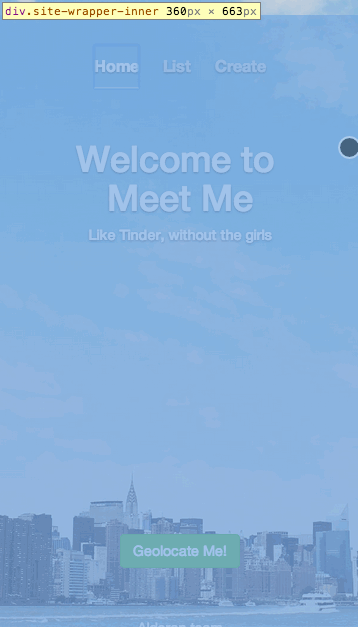 div.site-wrapper-inner 360px × 663px
Home List Create
Welcome to
Meet Me
Like Tinder, without the girls
Geolocate Me!